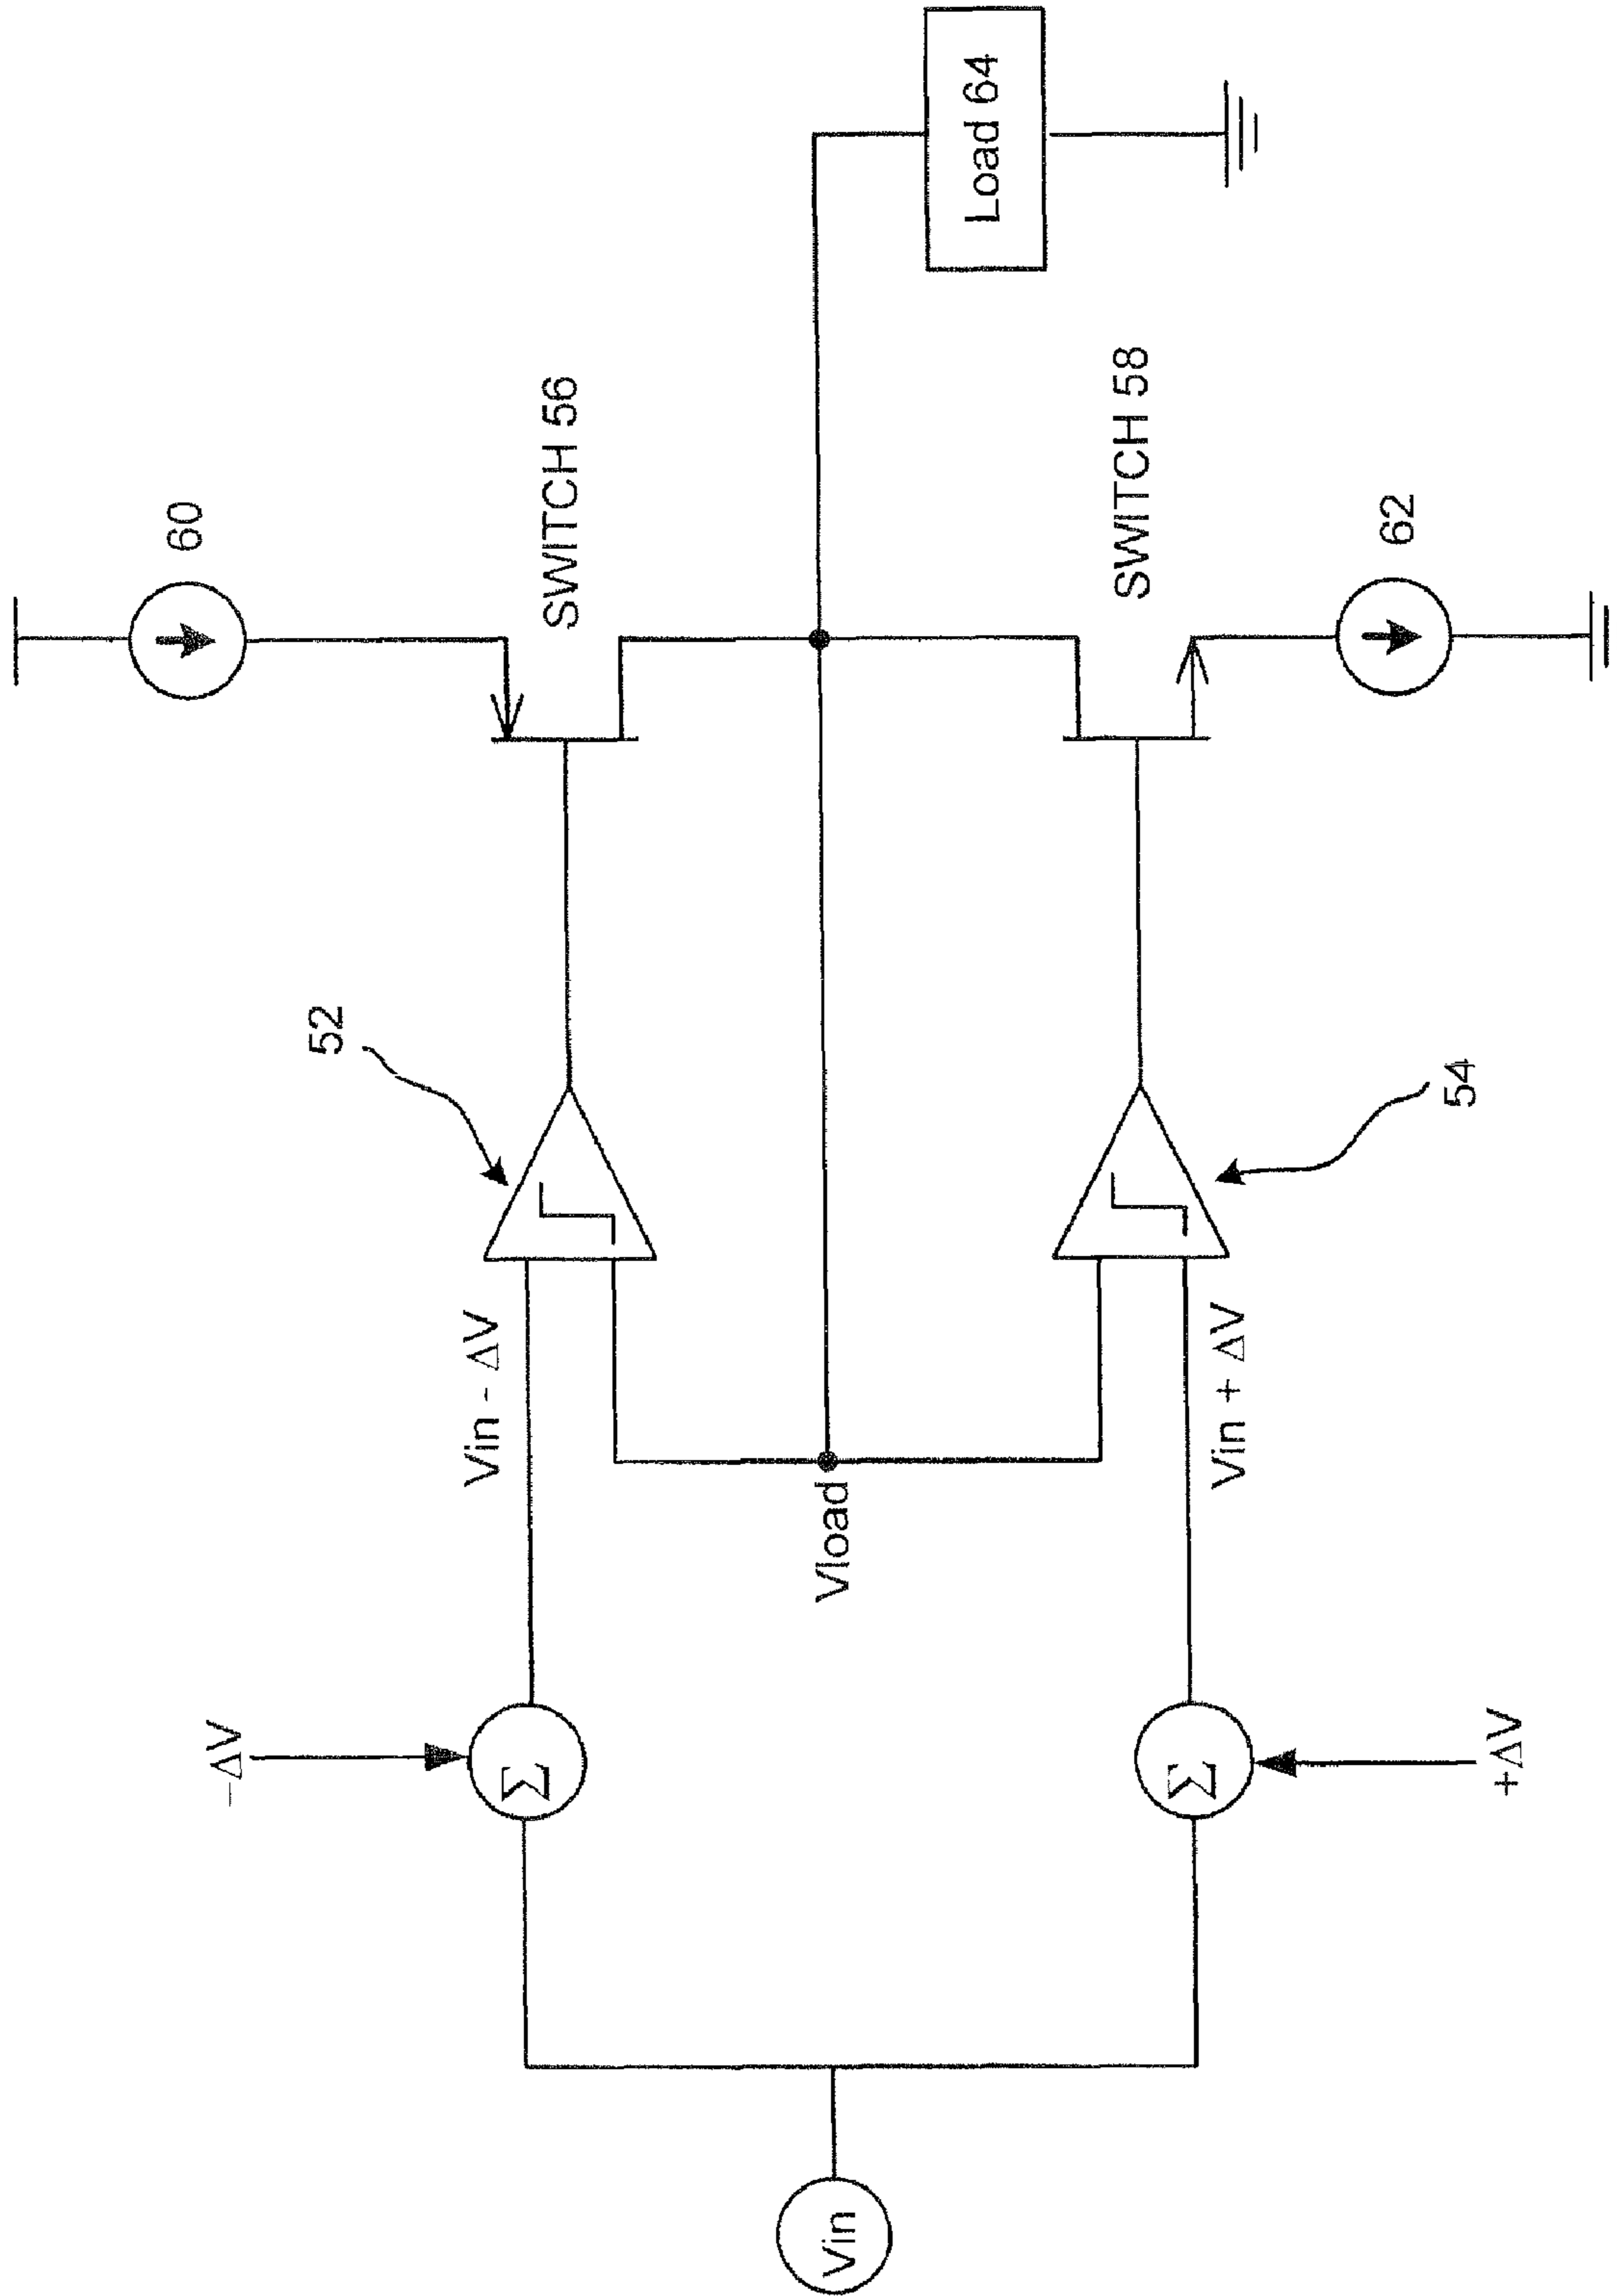 60
SWITCH 56
52
−ΔV
Vin - ΔV
Σ
Load 64
Vload
Vin
SWITCH 58
62
54
Vin + ΔV
Σ
+ΔV